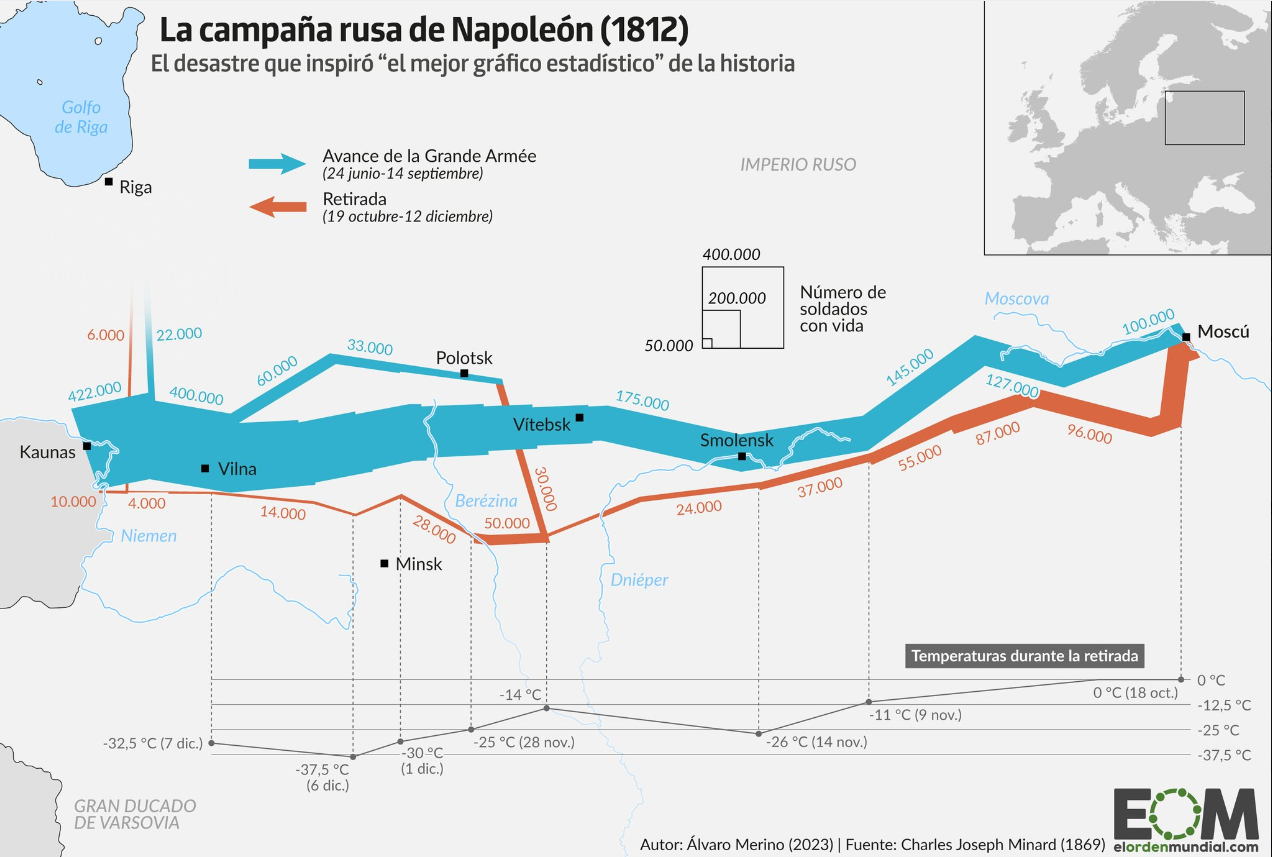 La campaña rusa de Napoleón (1812)
El desastre que inspiró “el mejor gráfico estadístico” de la historia
Golfo
de Riga
Riga
Avance de la Grande Armée
(24 junio-14 septiembre)
Retirada
(19 octubre-12 diciembre)
IMPERIO RUSO
400.000
200.000
50.000
Número de
soldados
con vida
Moscova
6.000
22.000
422.000
400.000
60.000
33.000
Polotsk
Vítebsk
175.000
Smolensk
145.000
127.000
100.000
Moscú
Kaunas
Vilna
10.000
4.000
14.000
28.000
50.000
30.000
24.000
37.000
55.000
87.000
96.000
Niemen
Berézina
Minsk
Dniéper
Temperaturas durante la retirada
0 °C
-12,5 °C
-25 °C
-37,5 °C
0 °C (18 oct.)
-11 °C (9 nov.)
-26 °C (14 nov.)
-14 °C
-25 °C (28 nov.)
-30 °C
(1 dic.)
-37,5 °C
(6 dic.)
-32,5 °C (7 dic.)
GRAN DUCADO
DE VARSOVIA
EOM
elordenmundial.com
Autor: Álvaro Merino (2023) | Fuente: Charles Joseph Minard (1869)